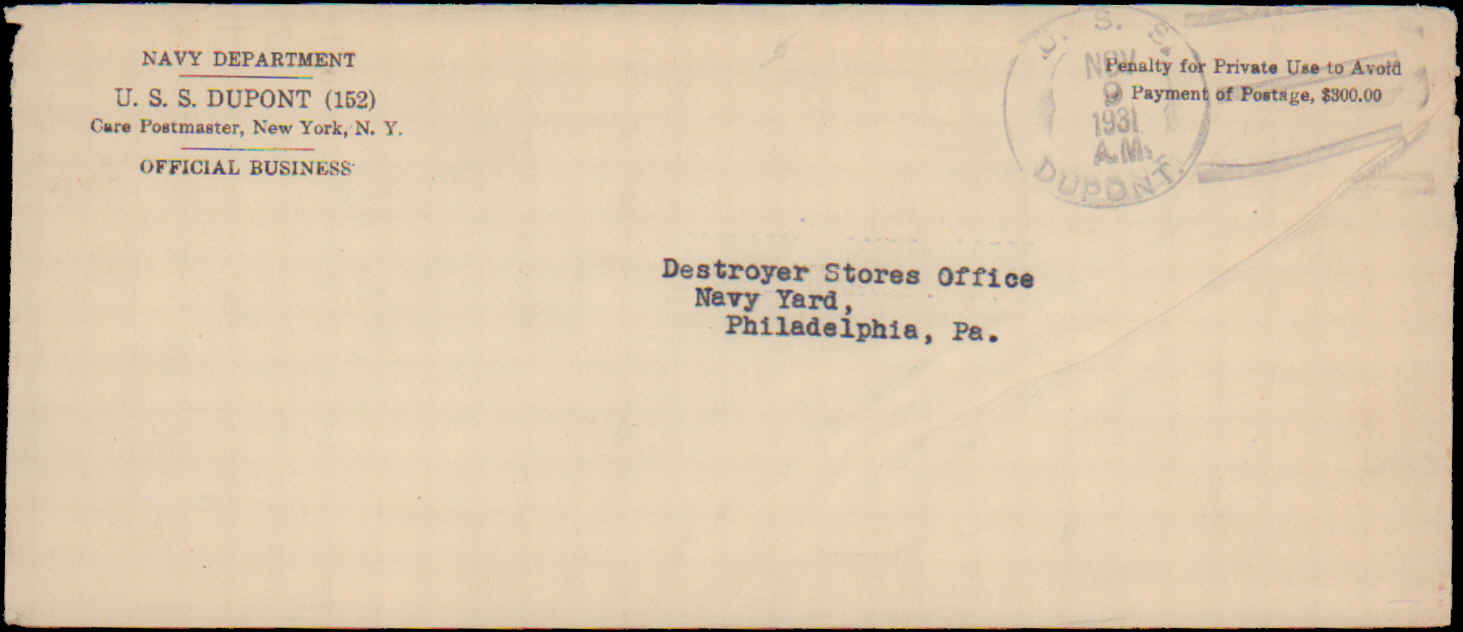 NAVY DEPARTMENT
U. S. S. DUPONT (152)
Care Postmaster, New York, N. Y.
OFFICIAL BUSINESS
U. S. S.
NOV
9
1931
A.M.
DUPONT.
Penalty for Private Use to Avoid
Payment of Postage, $300.00
Destroyer Stores Office
Navy Yard,
Philadelphia, Pa.